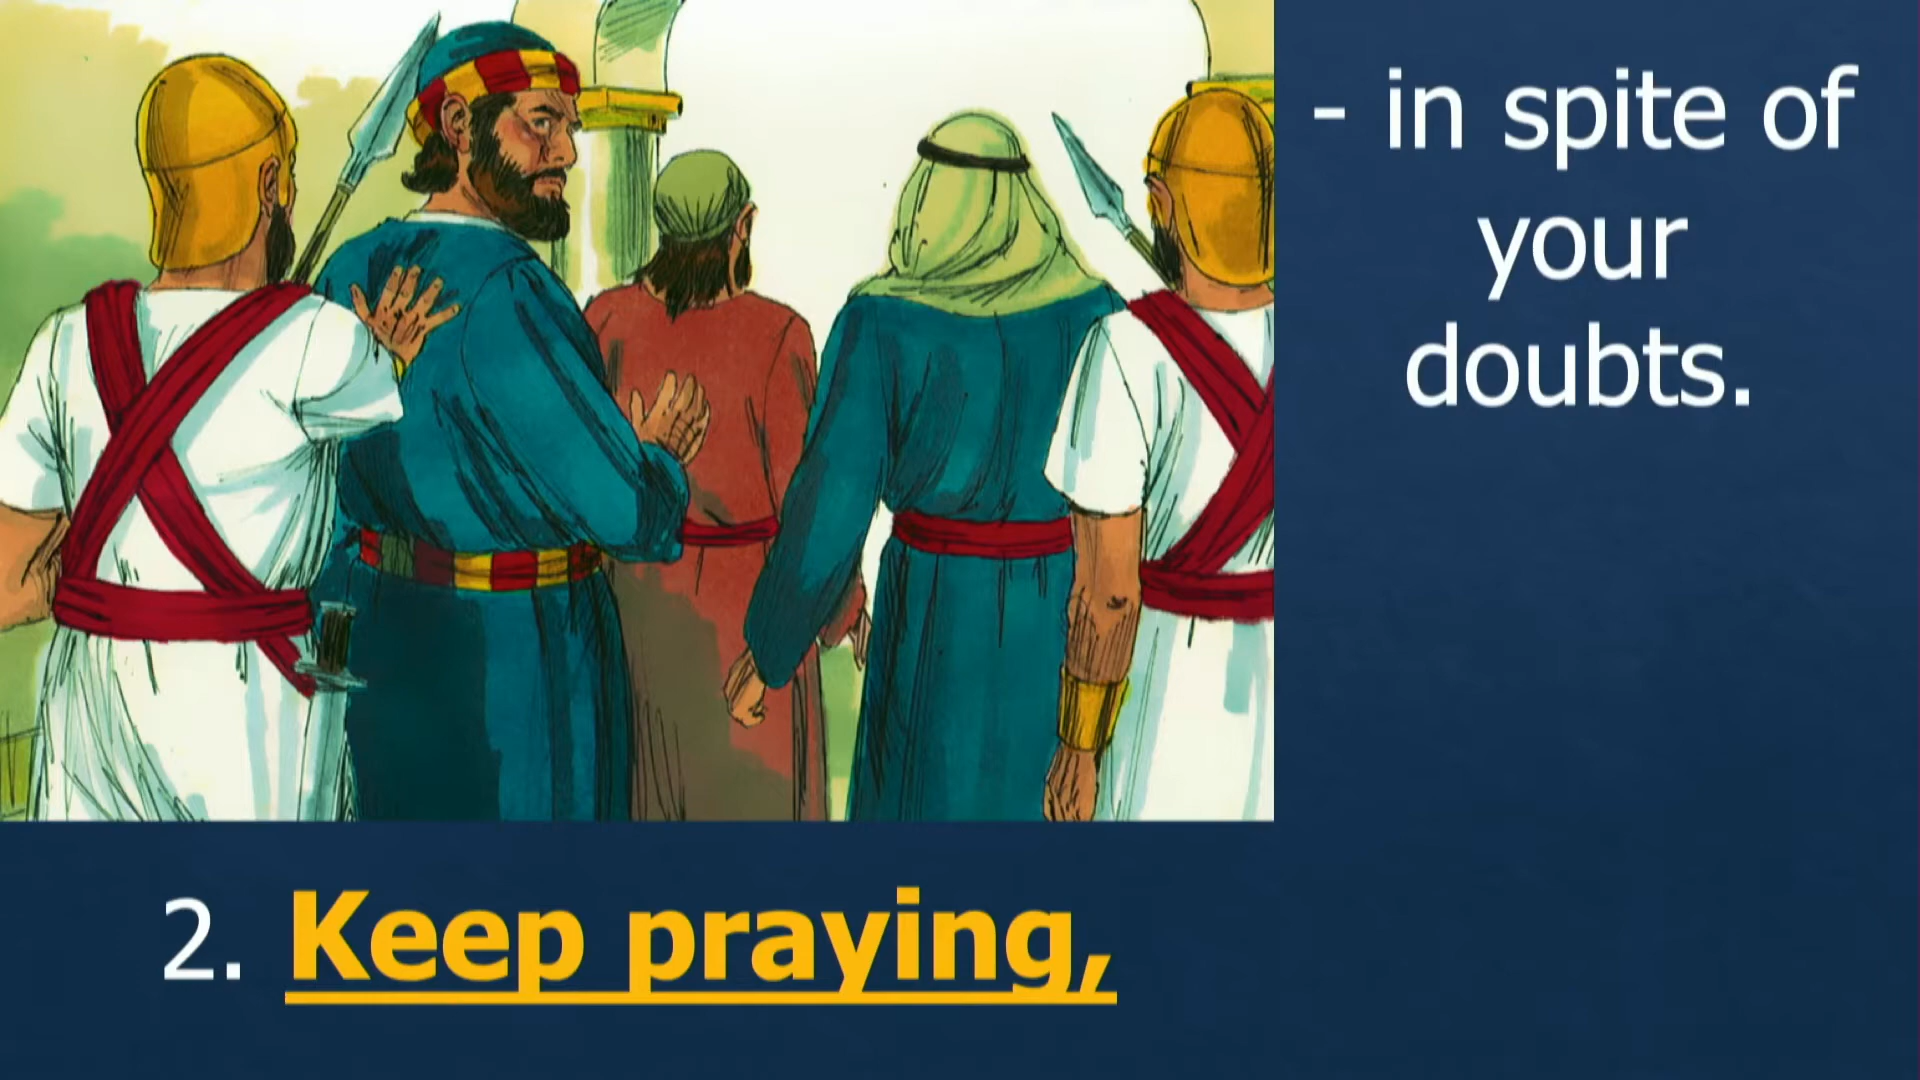 - in spite of
your
doubts.
2. Keep praying,